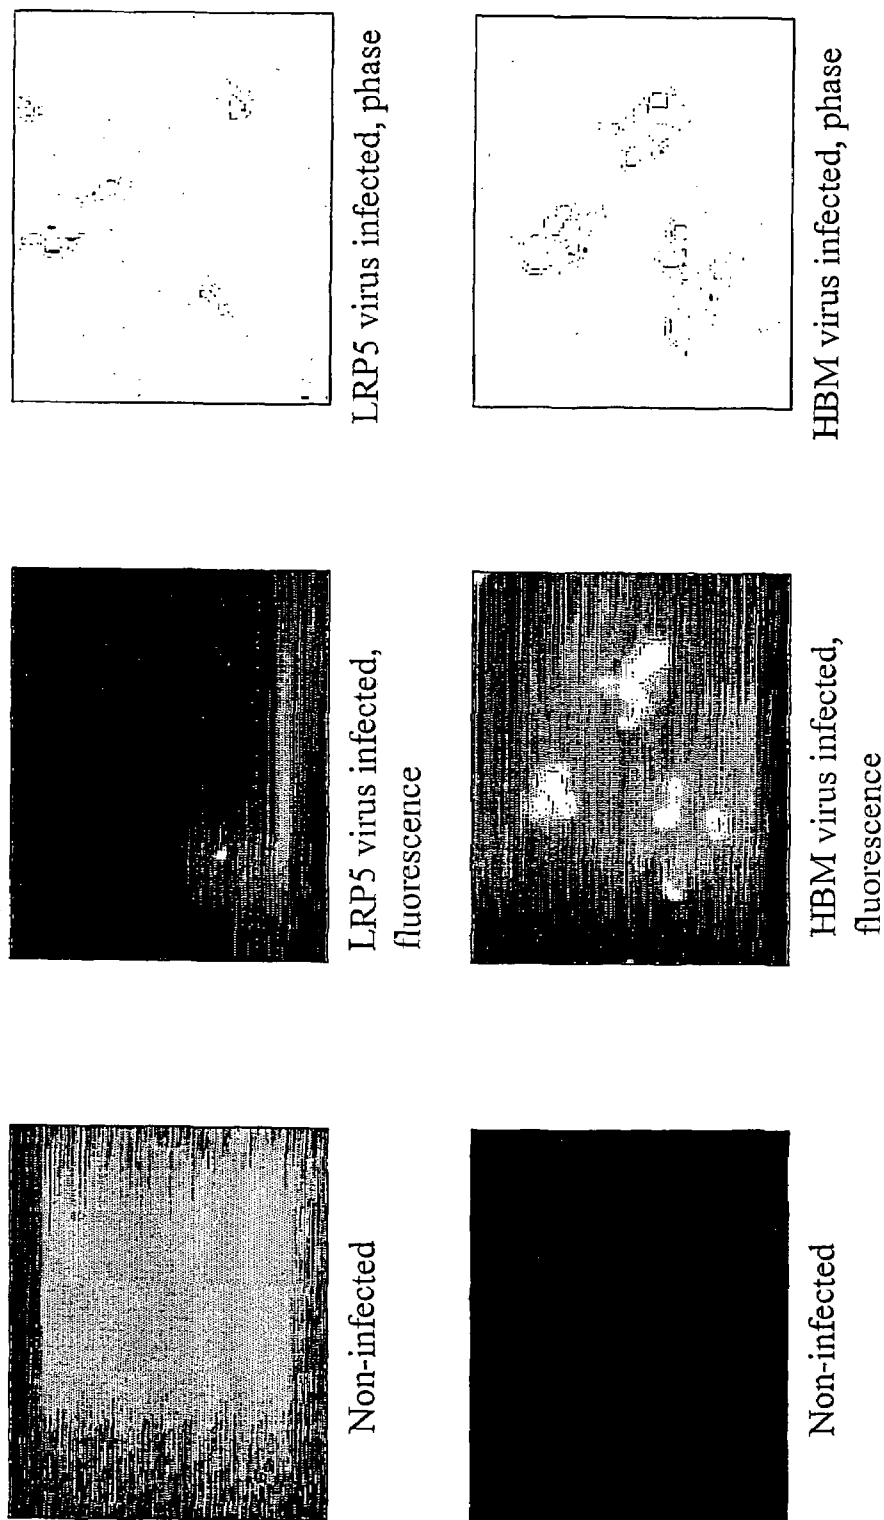 Non-infected
LRP5 virus infected,
fluorescence
LRP5 virus infected, phase
Non-infected
HBM virus infected,
fluorescence
HBM virus infected, phase